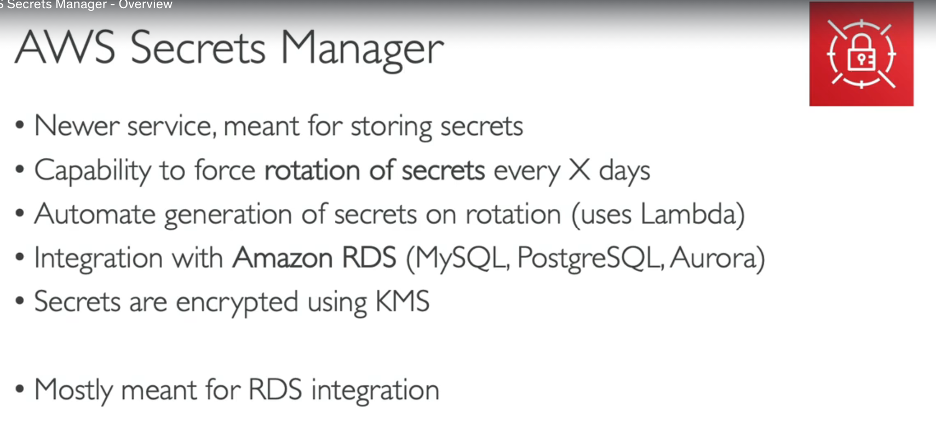 Secrets Manager - Overview
AWS Secrets Manager
• Newer service, meant for storing secrets
• Capability to force rotation of secrets every X days
• Automate generation of secrets on rotation (uses Lambda)
• Integration with Amazon RDS (MySQL, PostgreSQL, Aurora)
• Secrets are encrypted using KMS
• Mostly meant for RDS integration